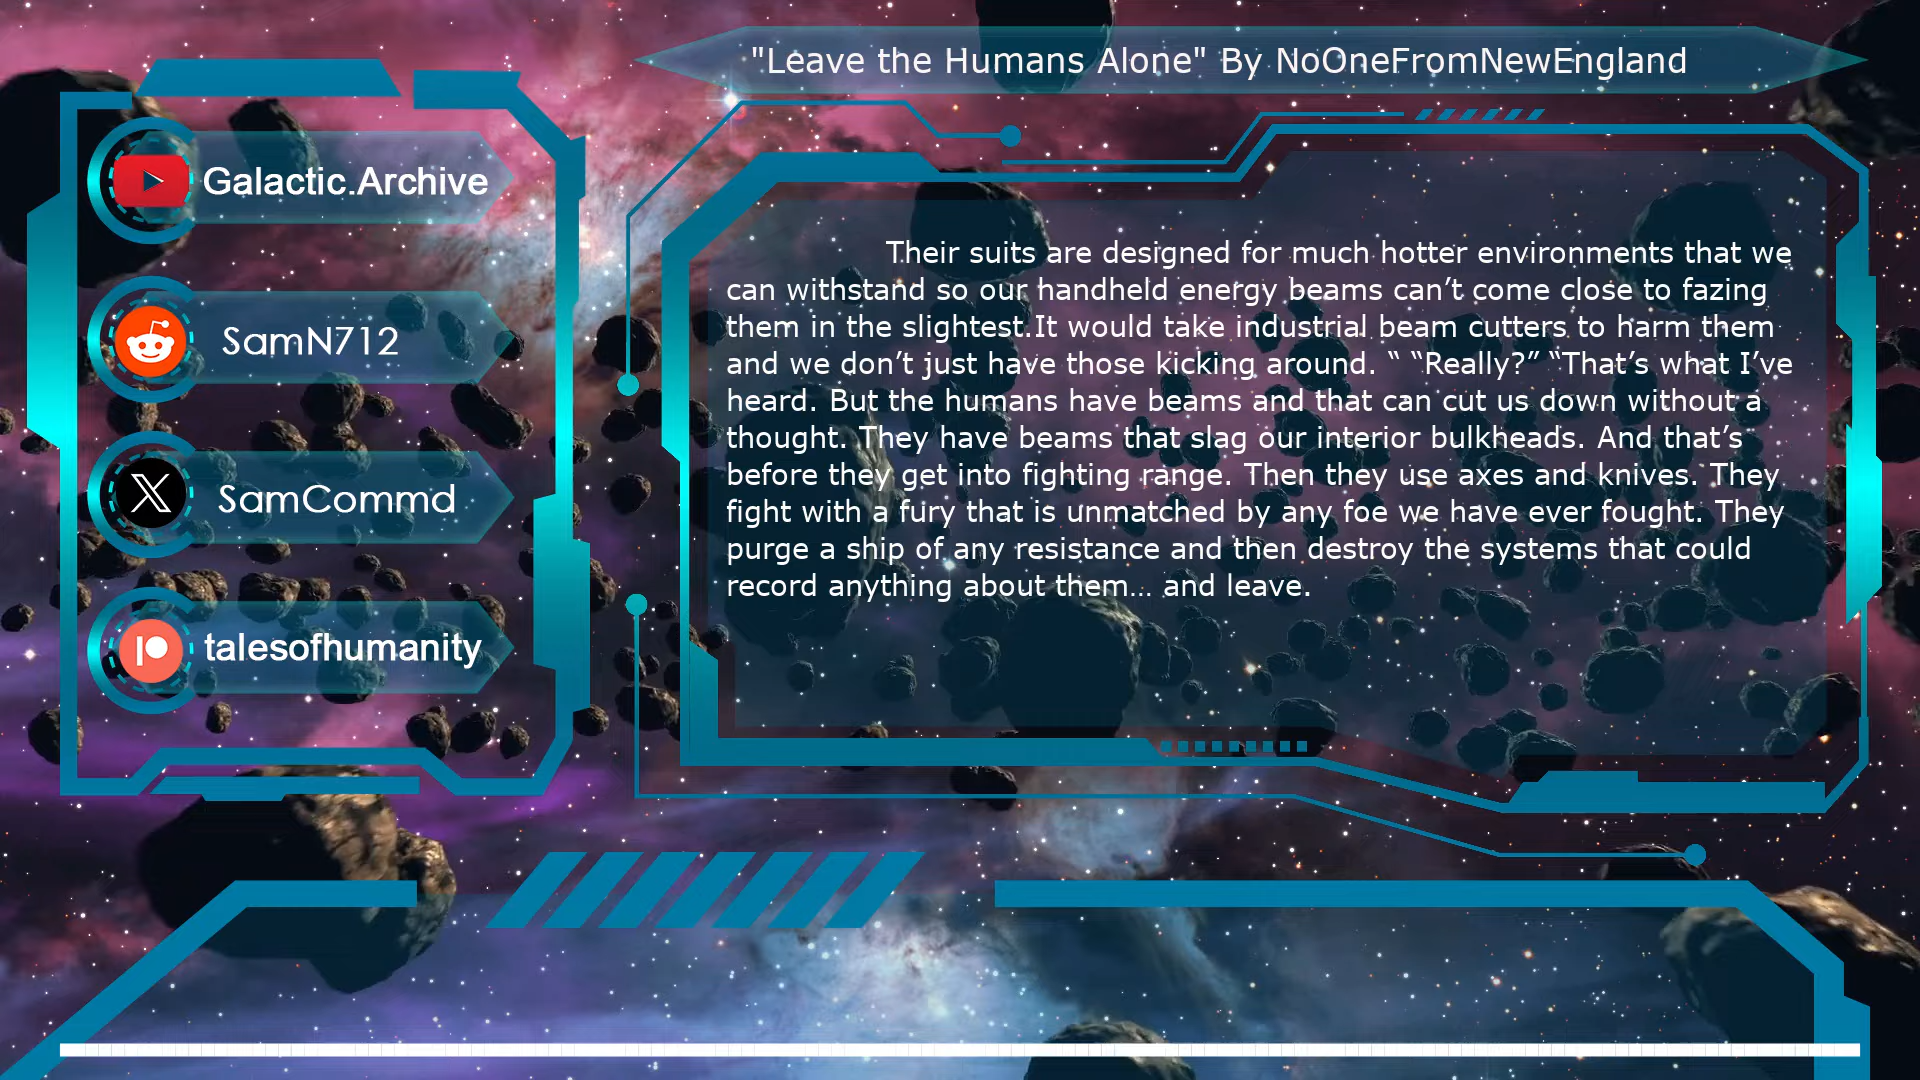 "Leave the Humans Alone" By NoOneFromNewEngland
Galactic.Archive
SamN712
SamCommd
talesofhumanity
Their suits are designed for much hotter environments that we
can withstand so our handheld energy beams can’t come close to fazing
them in the slightest.It would take industrial beam cutters to harm them
and we don’t just have those kicking around. “ “Really?” “That’s what I’ve
heard. But the humans have beams and that can cut us down without a
thought. They have beams that slag our interior bulkheads. And that’s
before they get into fighting range. Then they use axes and knives. They
fight with a fury that is unmatched by any foe we have ever fought. They
purge a ship of any resistance and then destroy the systems that could
record anything about them… and leave.